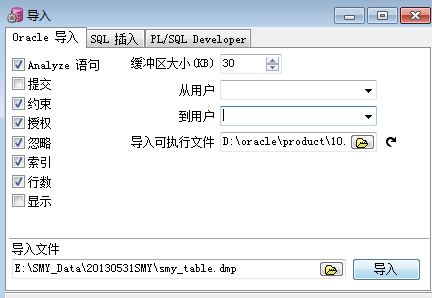 导入
Oracle 导入 SQL 插入 PL/SQL Developer
Analyze 语句 缓冲区大小(KB) 30
提交 从用户
约束 到用户
授权 导入可执行文件 D:\oracle\product\10.
忽略
索引
行数
显示
导入文件
E:\SMY_Data\20130531SMY\smy_table.dmp 导入